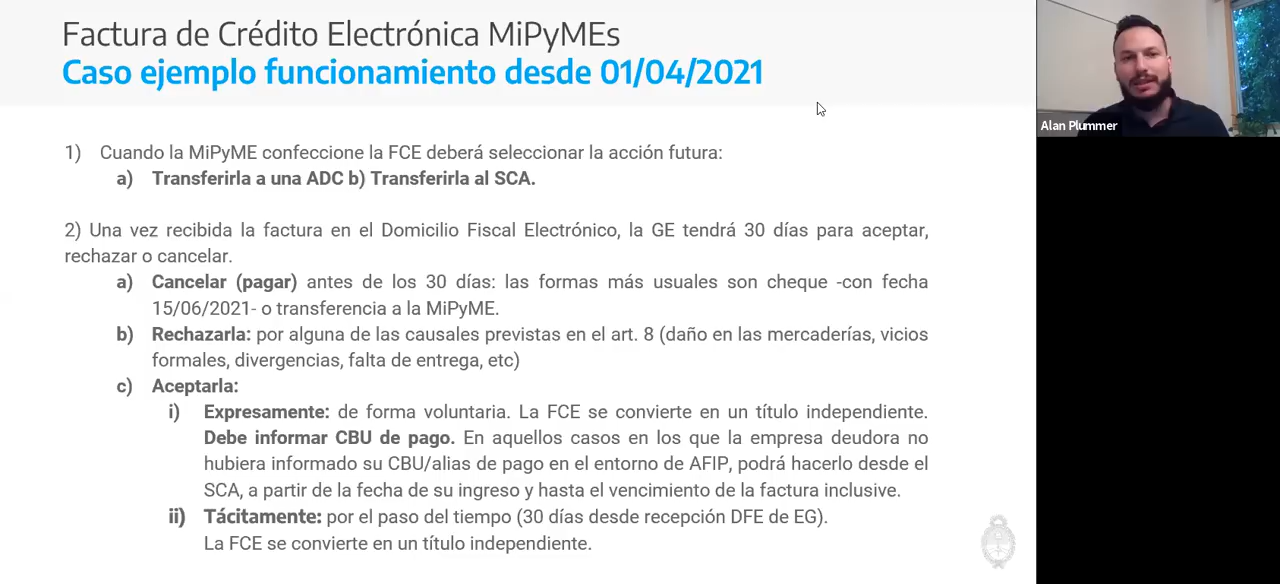 Factura de Crédito Electrónica MiPyMEs
Caso ejemplo funcionamiento desde 01/04/2021
Alan Plummer
1) Cuando la MiPyME confeccione la FCE deberá seleccionar la acción futura:
a) Transferirla a una ADC b) Transferirla al SCA.
2) Una vez recibida la factura en el Domicilio Fiscal Electrónico, la GE tendrá 30 días para aceptar,
rechazar o cancelar.
a) Cancelar (pagar) antes de los 30 días: las formas más usuales son cheque -con fecha
15/06/2021- o transferencia a la MiPyME.
b) Rechazarla: por alguna de las causales previstas en el art. 8 (daño en las mercaderías, vicios
formales, divergencias, falta de entrega, etc)
c) Aceptarla:
i) Expresamente: de forma voluntaria. La FCE se convierte en un título independiente.
Debe informar CBU de pago. En aquellos casos en los que la empresa deudora no
hubiera informado su CBU/alias de pago en el entorno de AFIP, podrá hacerlo desde el
SCA, a partir de la fecha de su ingreso y hasta el vencimiento de la factura inclusive.
ii) Tácitamente: por el paso del tiempo (30 días desde recepción DFE de EG).
La FCE se convierte en un título independiente.